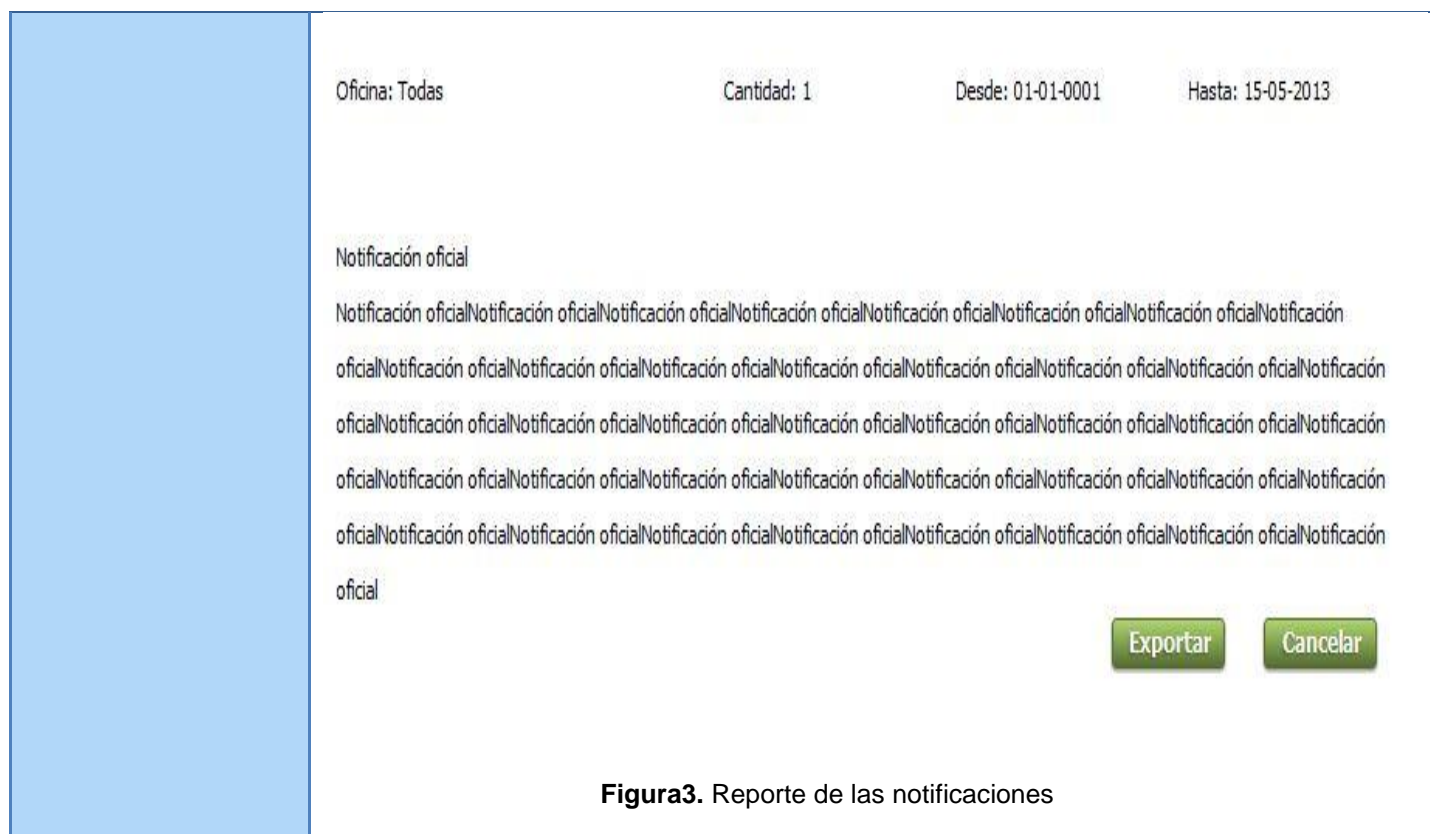 Oficina: Todas Cantidad: 1 Desde: 01-01-0001 Hasta: 15-05-2013
Notificación oficial
Notificación oficialNotificación oficialNotificación oficialNotificación oficialNotificación oficialNotificación oficialNotificación oficialNotificación
oficialNotificación oficialNotificación oficialNotificación oficialNotificación oficialNotificación oficialNotificación oficialNotificación oficialNotificación
oficialNotificación oficialNotificación oficialNotificación oficialNotificación oficialNotificación oficialNotificación oficialNotificación oficialNotificación
oficialNotificación oficialNotificación oficialNotificación oficialNotificación oficialNotificación oficialNotificación oficialNotificación oficialNotificación
oficialNotificación oficialNotificación oficialNotificación oficialNotificación oficialNotificación oficialNotificación oficialNotificación oficialNotificación
oficial
Exportar Cancelar
Figura3. Reporte de las notificaciones